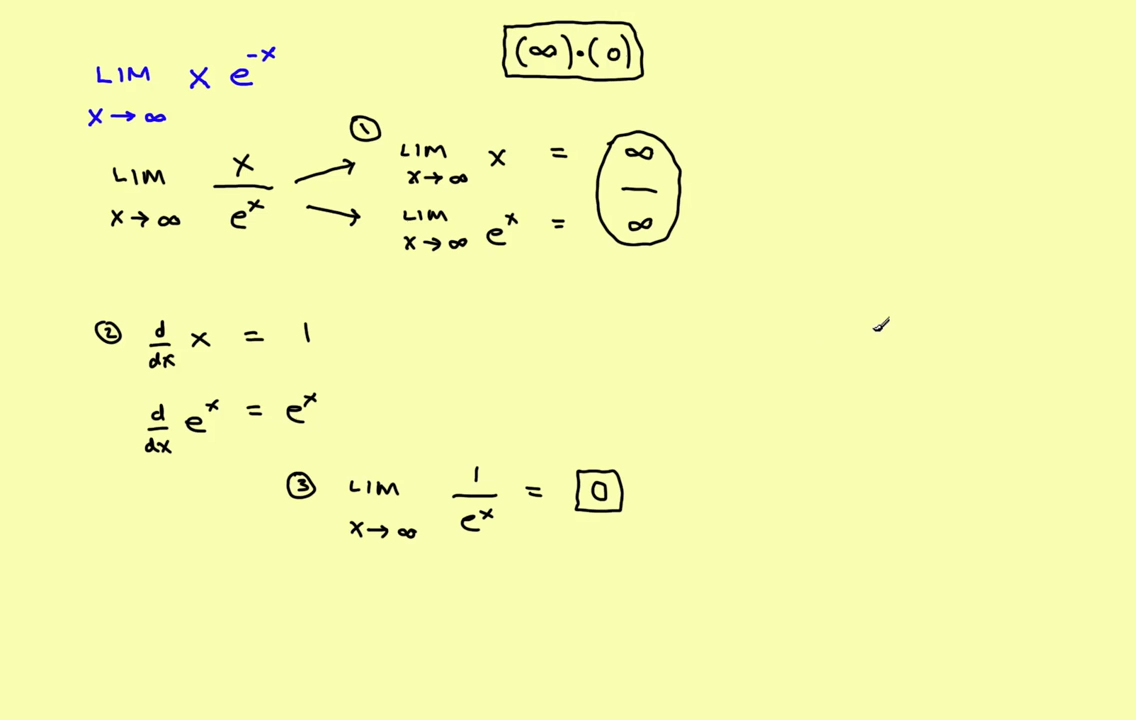 (∞)·(0)
LIM x e^{-x}
x → ∞
①
LIM x/e^x
x → ∞
LIM x = ∞
x → ∞
—
LIM e^x = ∞
x → ∞
② d/dx x = 1
d/dx e^x = e^x
③ LIM 1/e^x = 0
x → ∞